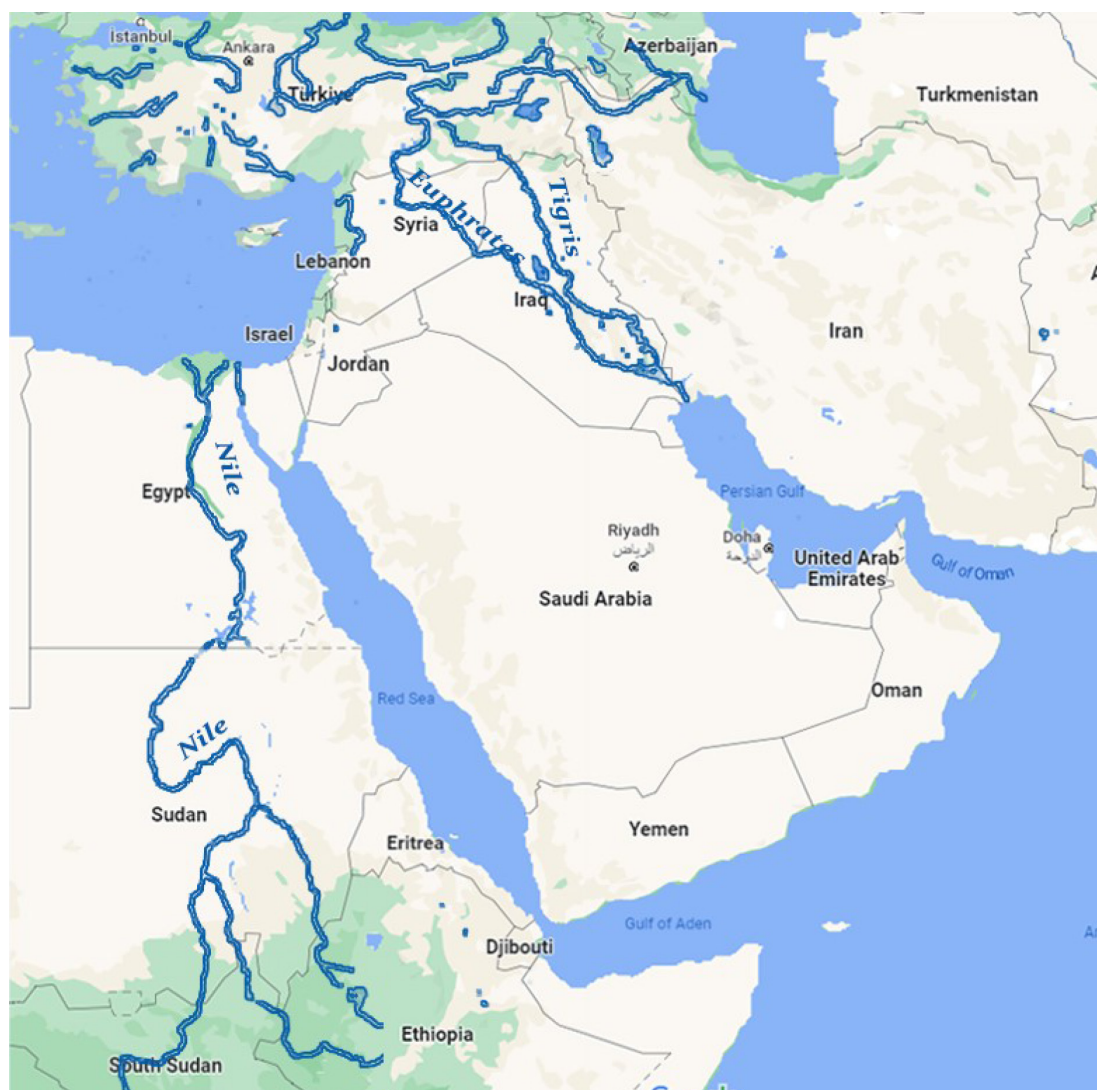 İstanbul
Ankara
Azerbaijan
Türkiye
Turkmenistan
Euphrates
Tigris
Syria
Lebanon
Iraq
Iran
Israel
Jordan
Nile
Egypt
Persian Gulf
Riyadh
الرياض
Doha
الدوحة
United Arab
Emirates
Gulf of Oman
Saudi Arabia
Oman
Red Sea
Nile
Sudan
Yemen
Eritrea
Gulf of Aden
Djibouti
Ethiopia
South Sudan